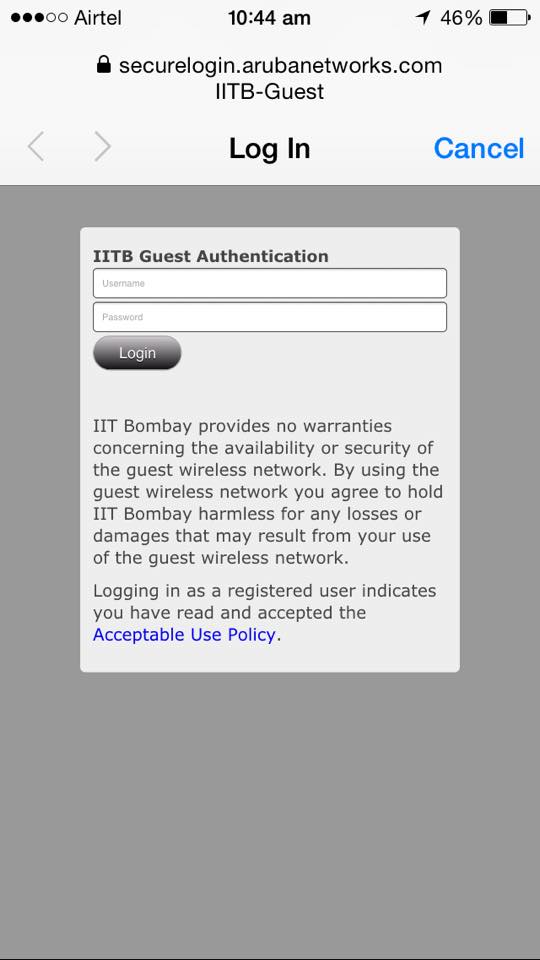 Airtel 10:44 am 46%
securelogin.arubanetworks.com
IITB-Guest
Log In Cancel
IITB Guest Authentication
Username
Password
Login
IIT Bombay provides no warranties
concerning the availability or security of
the guest wireless network. By using the
guest wireless network you agree to hold
IIT Bombay harmless for any losses or
damages that may result from your use
of the guest wireless network.
Logging in as a registered user indicates
you have read and accepted the
Acceptable Use Policy.